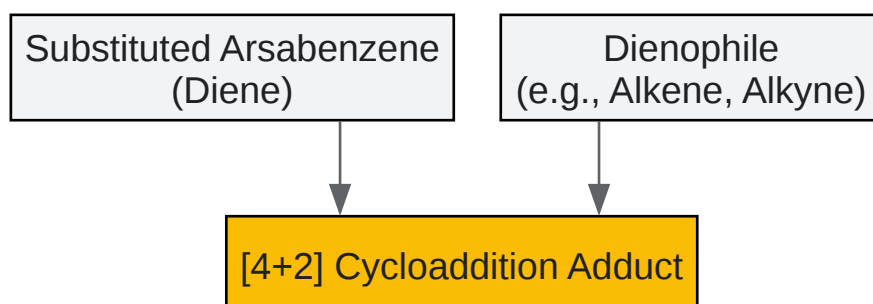 Substituted Arsabenzene
(Diene)
Dienophile
(e.g., Alkene, Alkyne)
[4+2] Cycloaddition Adduct